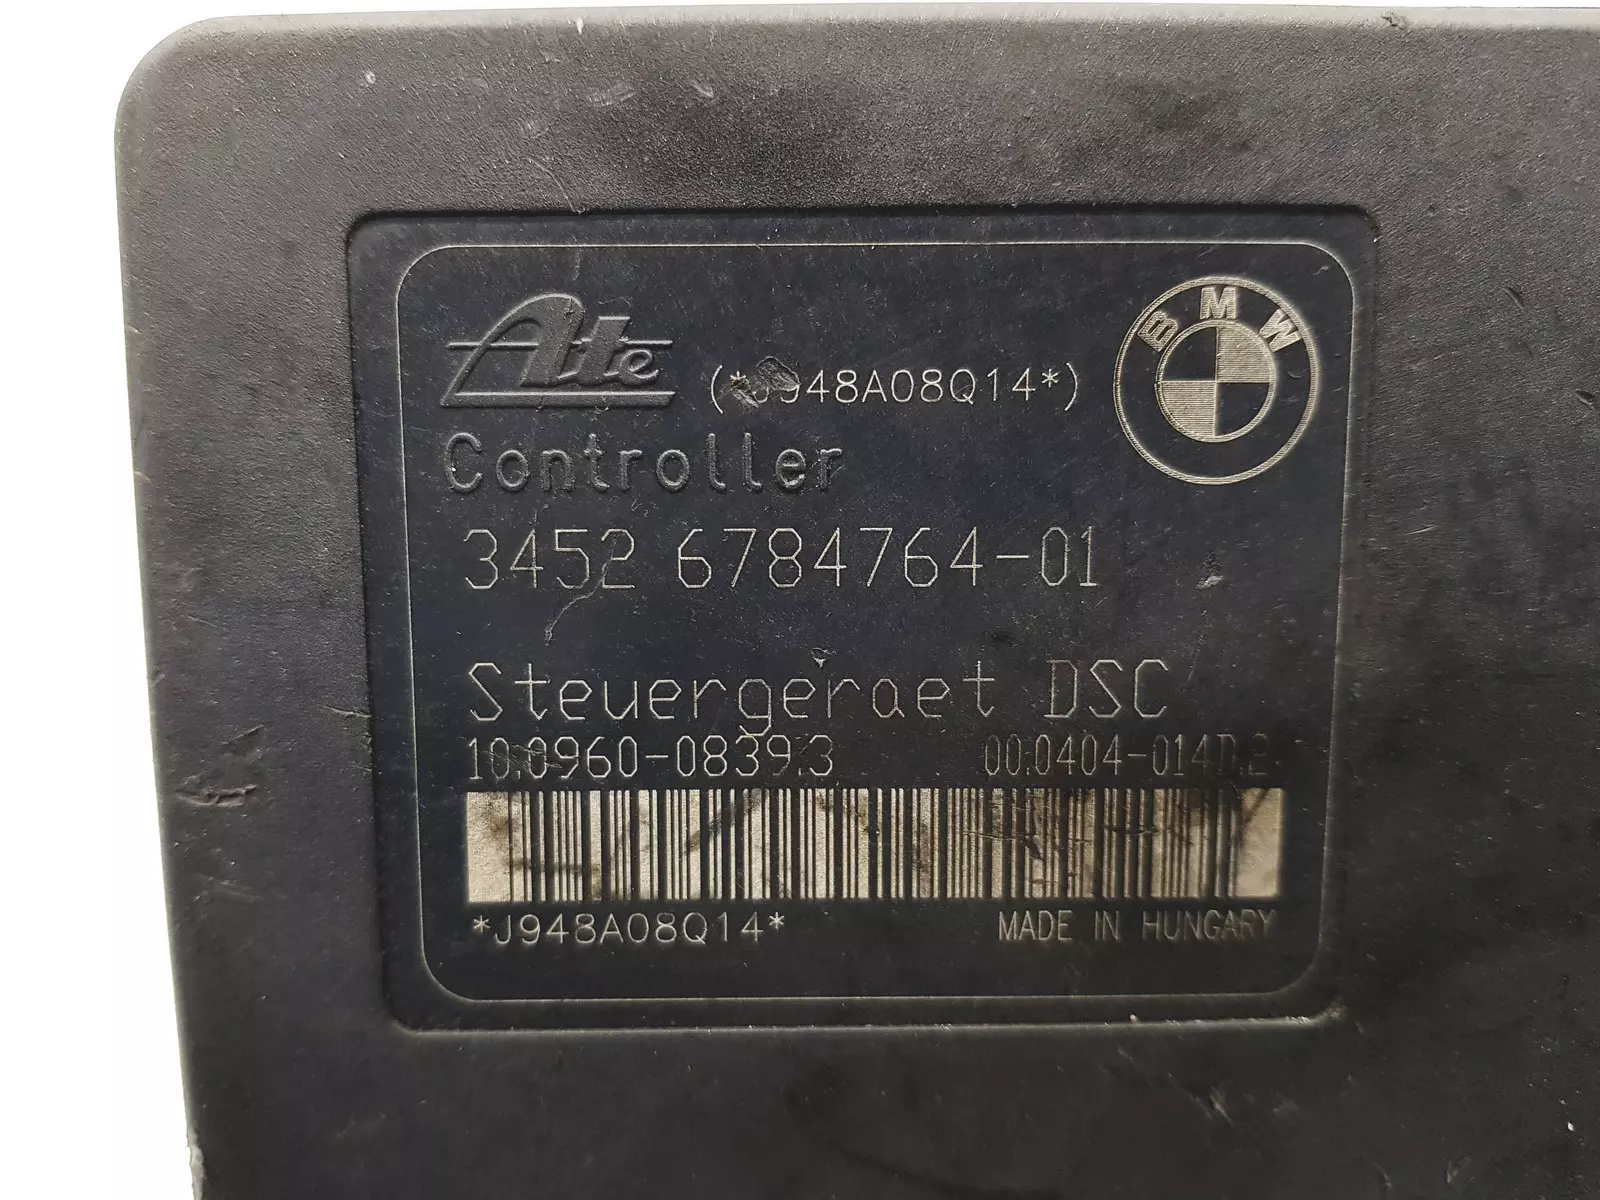 Ate (*J948A08Q14*)
BMW
Controller
3452 6784764-01
Steuergeraet DSC
10.0960-0839.3 00.0404-014D.2
*J948A08Q14* MADE IN HUNGARY